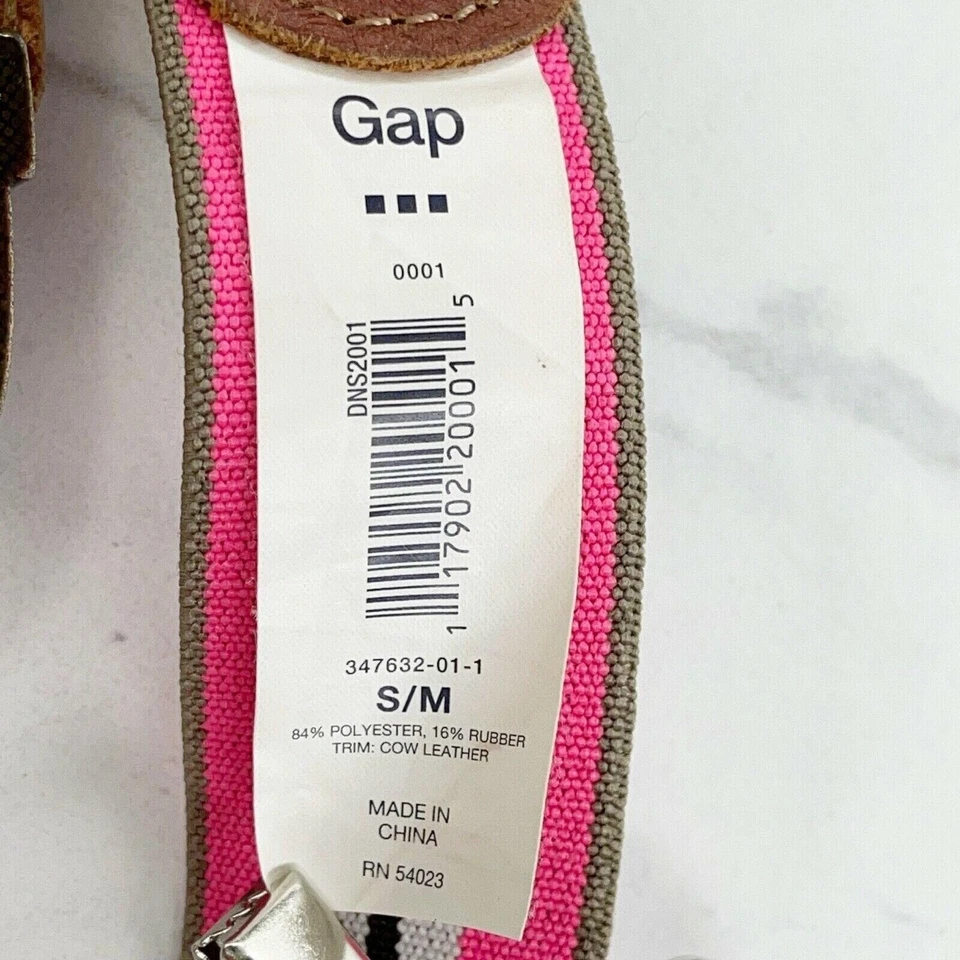 Gap
0001
DNS2001
1 17902 20001 5
347632-01-1
S/M
84% POLYESTER, 16% RUBBER
TRIM: COW LEATHER
MADE IN
CHINA
RN 54023